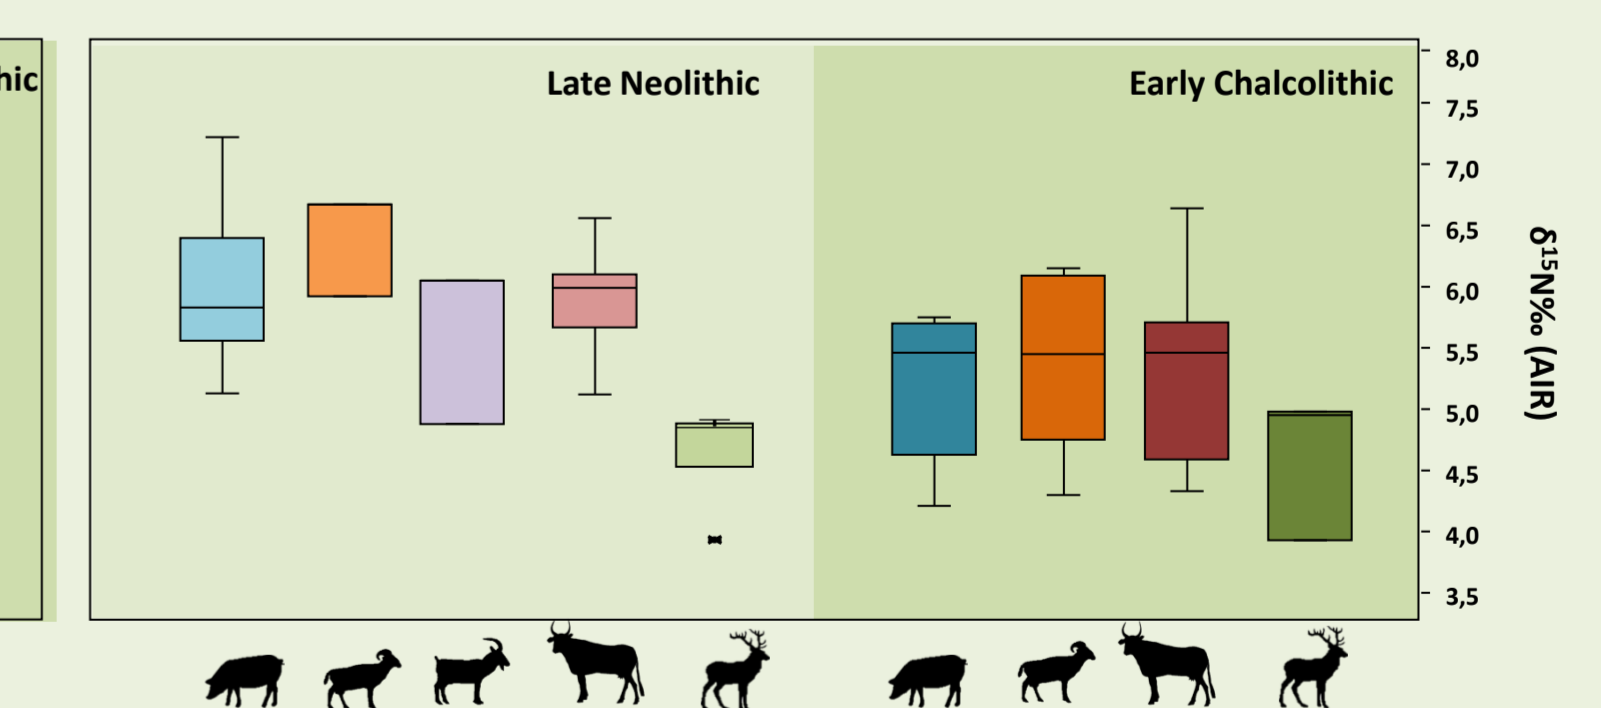 hic
Late Neolithic
Early Chalcolithic
8,0
7,5
7,0
6,5
6,0
5,5
5,0
4,5
4,0
3,5
δ¹⁵N‰ (AIR)